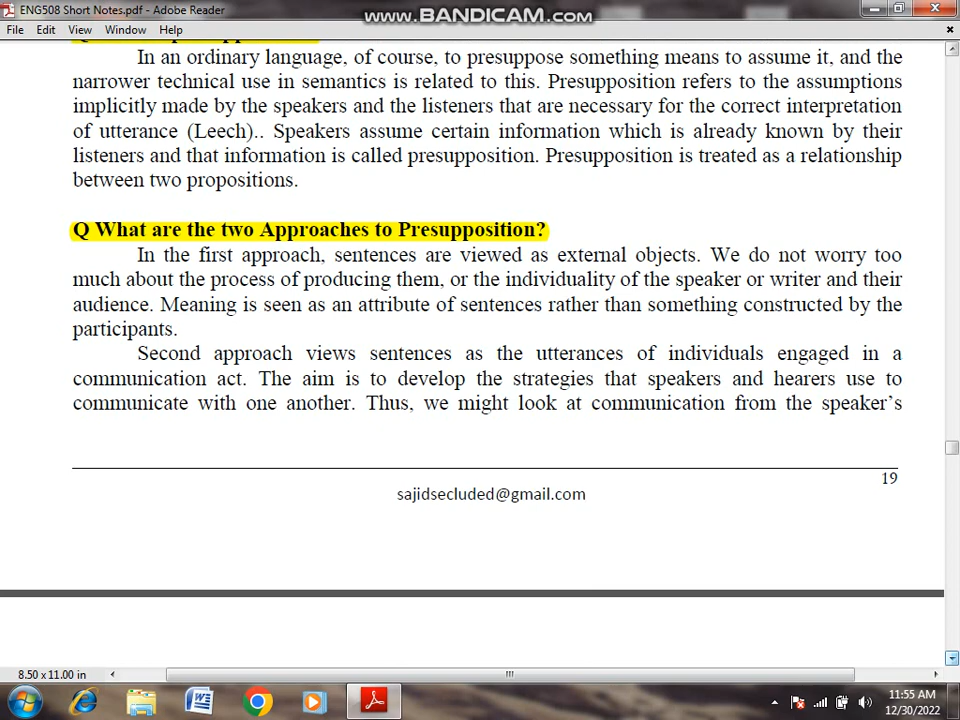 ENG508 Short Notes.pdf - Adobe Reader
www.BANDICAM.com
File Edit View Window Help
In an ordinary language, of course, to presuppose something means to assume it, and the
narrower technical use in semantics is related to this. Presupposition refers to the assumptions
implicitly made by the speakers and the listeners that are necessary for the correct interpretation
of utterance (Leech).. Speakers assume certain information which is already known by their
listeners and that information is called presupposition. Presupposition is treated as a relationship
between two propositions.
Q What are the two Approaches to Presupposition?
In the first approach, sentences are viewed as external objects. We do not worry too
much about the process of producing them, or the individuality of the speaker or writer and their
audience. Meaning is seen as an attribute of sentences rather than something constructed by the
participants.
Second approach views sentences as the utterances of individuals engaged in a
communication act. The aim is to develop the strategies that speakers and hearers use to
communicate with one another. Thus, we might look at communication from the speaker’s
19
sajidsecluded@gmail.com
8.50 x 11.00 in
11:55 AM
12/30/2022